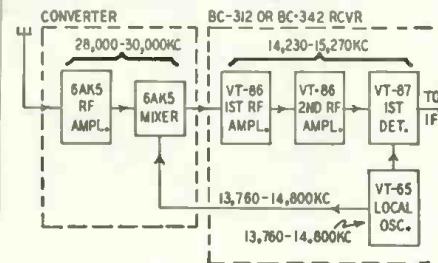 CONVERTER
28,000-30,000KC
6AK5
RF
AMPL.
6AK5
MIXER
BC-312 OR BC-342 RCVR
14,230-15,270KC
VT-86
1ST RF
AMPL.
VT-86
2ND RF
AMPL.
VT-87
1ST
DET.
TO
IF
13,760-14,800KC
13,760-14,800KC
VT-65
LOCAL
OSC.